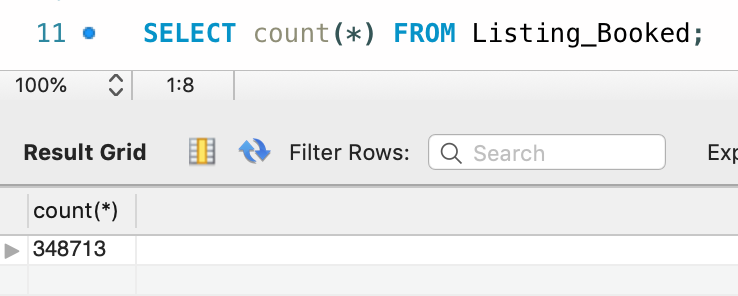 11 SELECT count(*) FROM Listing_Booked;
100% 1:8
Result Grid Filter Rows: Search Exp
count(*)
348713